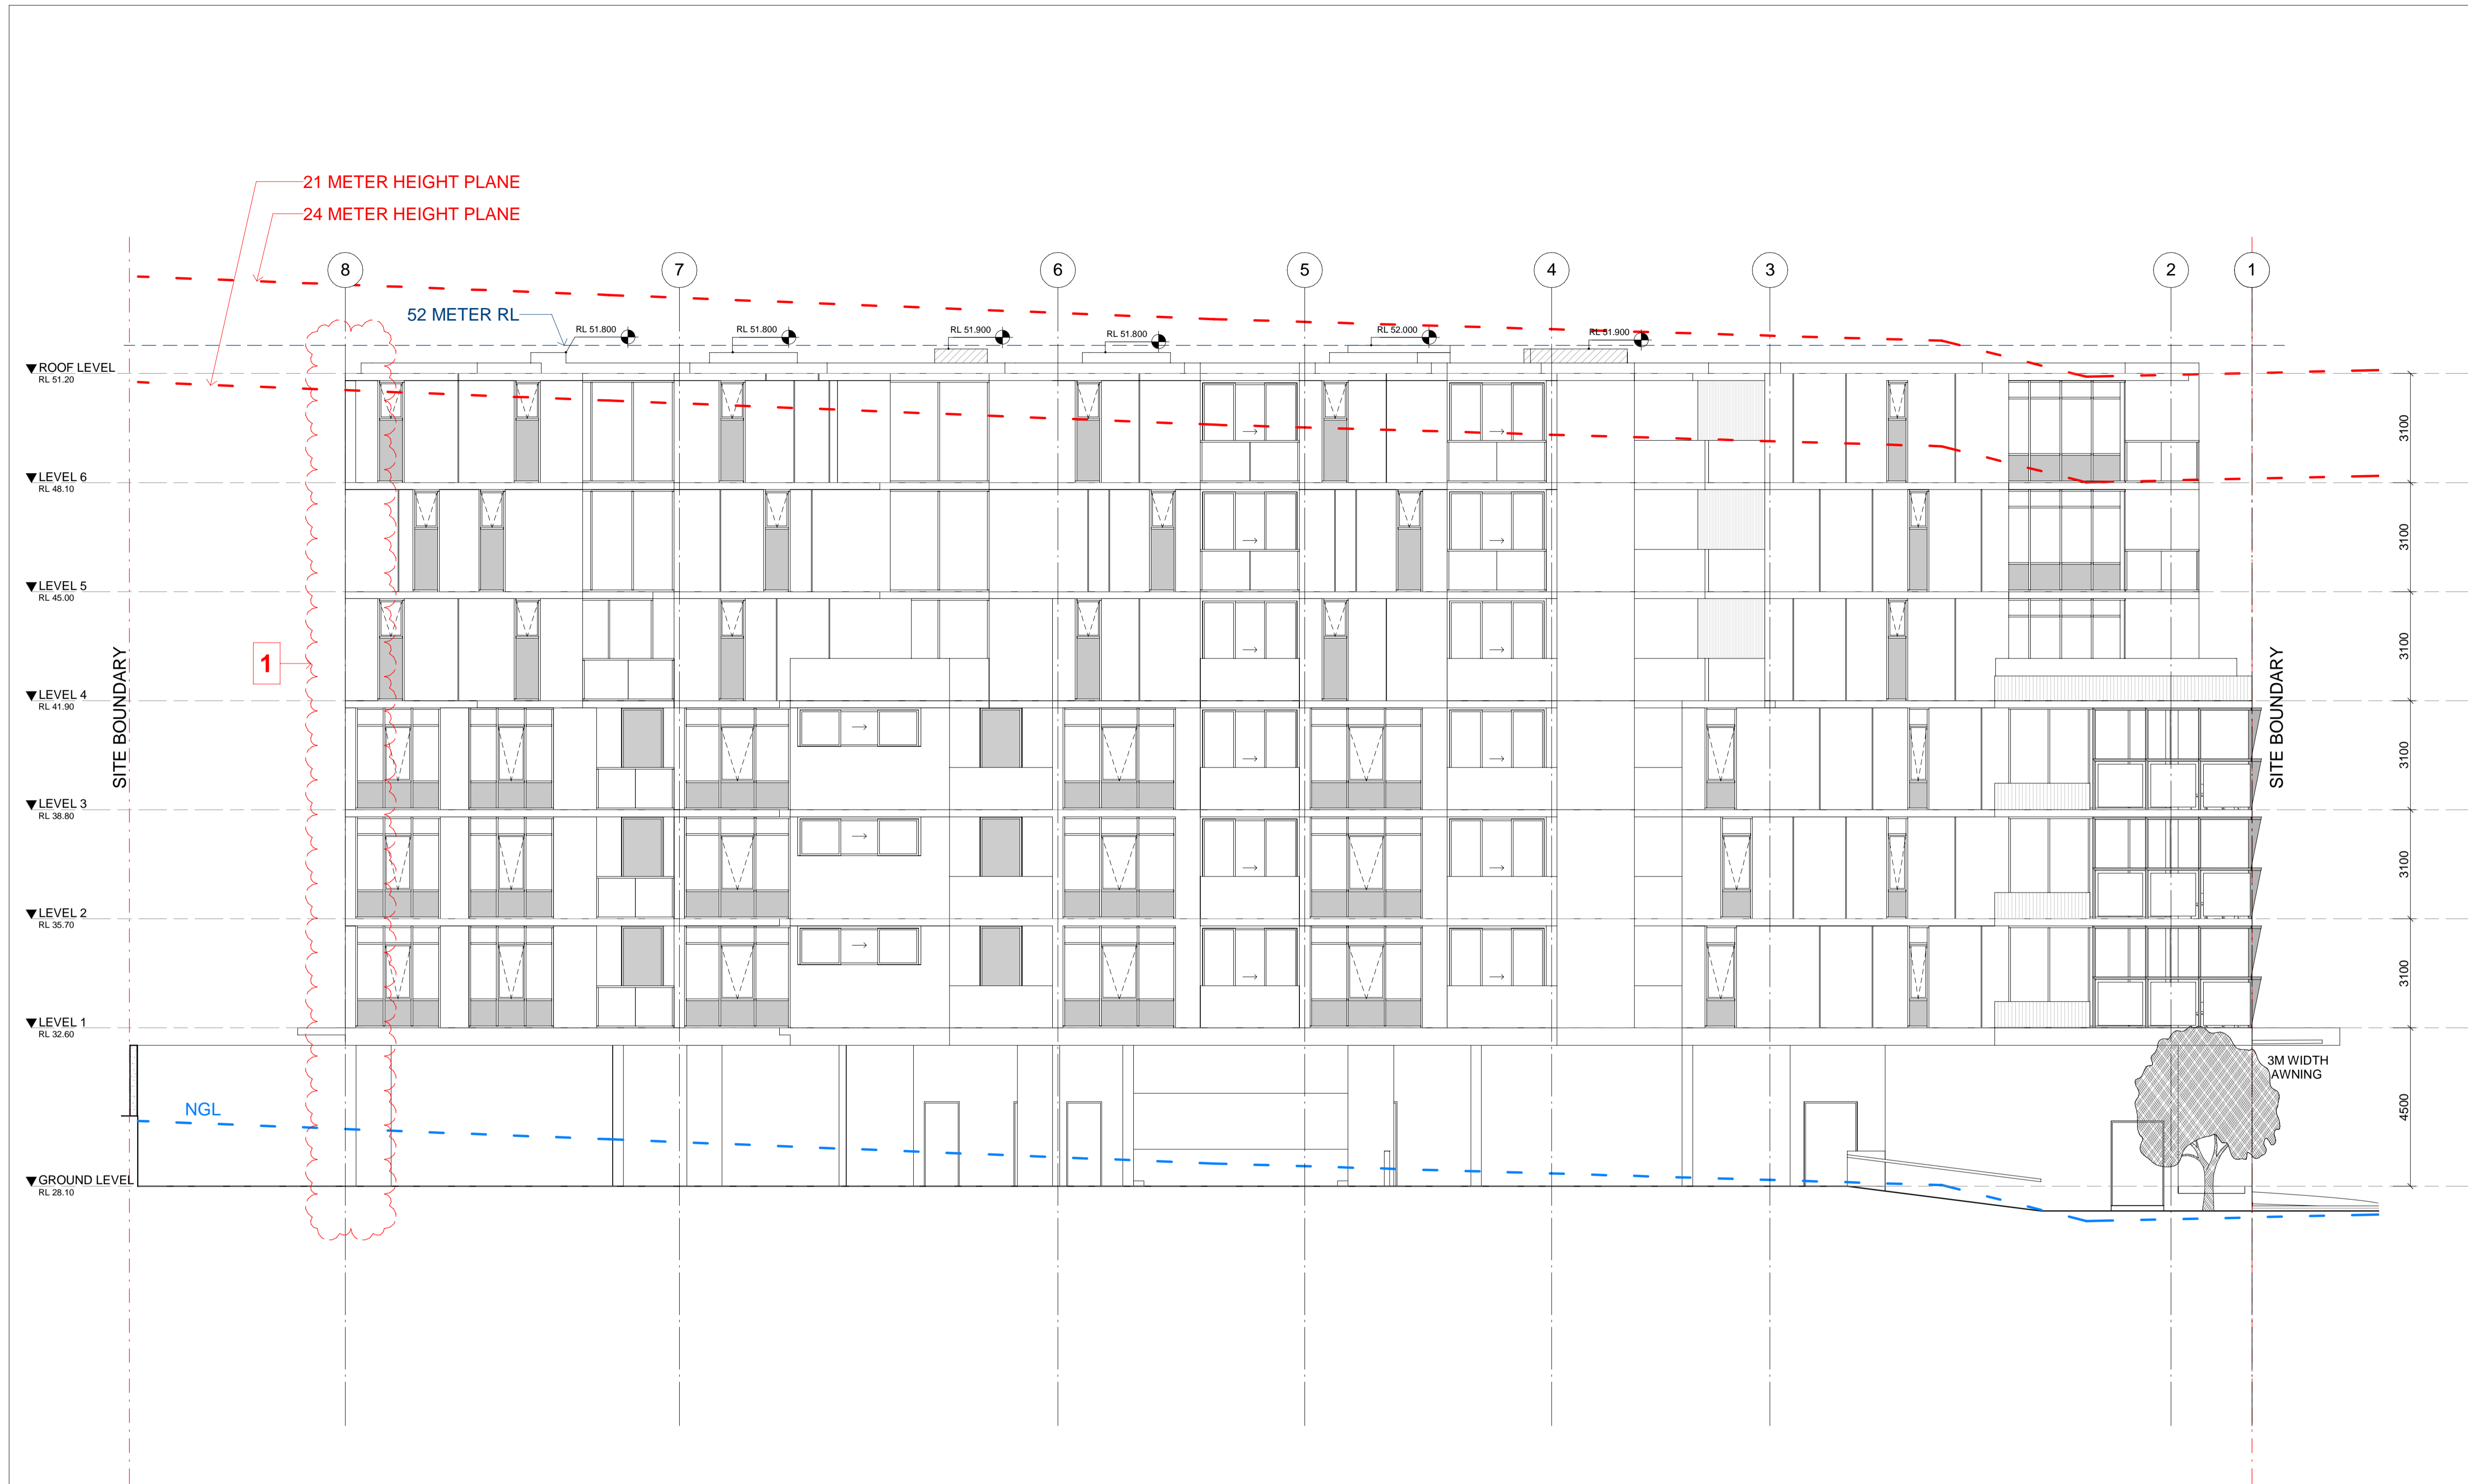 21 METER HEIGHT PLANE
24 METER HEIGHT PLANE
8
7
6
5
4
3
2
1
52 METER RL
RL 51.800
RL 51.800
RL 51.900
RL 51.800
RL 52.000
RL 51.900
ROOF LEVEL
RL 51.20
3100
LEVEL 6
RL 48.10
3100
LEVEL 5
RL 45.00
3100
1
SITE BOUNDARY
SITE BOUNDARY
LEVEL 4
RL 41.90
3100
LEVEL 3
RL 38.80
3100
LEVEL 2
RL 35.70
3100
LEVEL 1
RL 32.60
3M WIDTH
AWNING
4500
NGL
GROUND LEVEL
RL 28.10